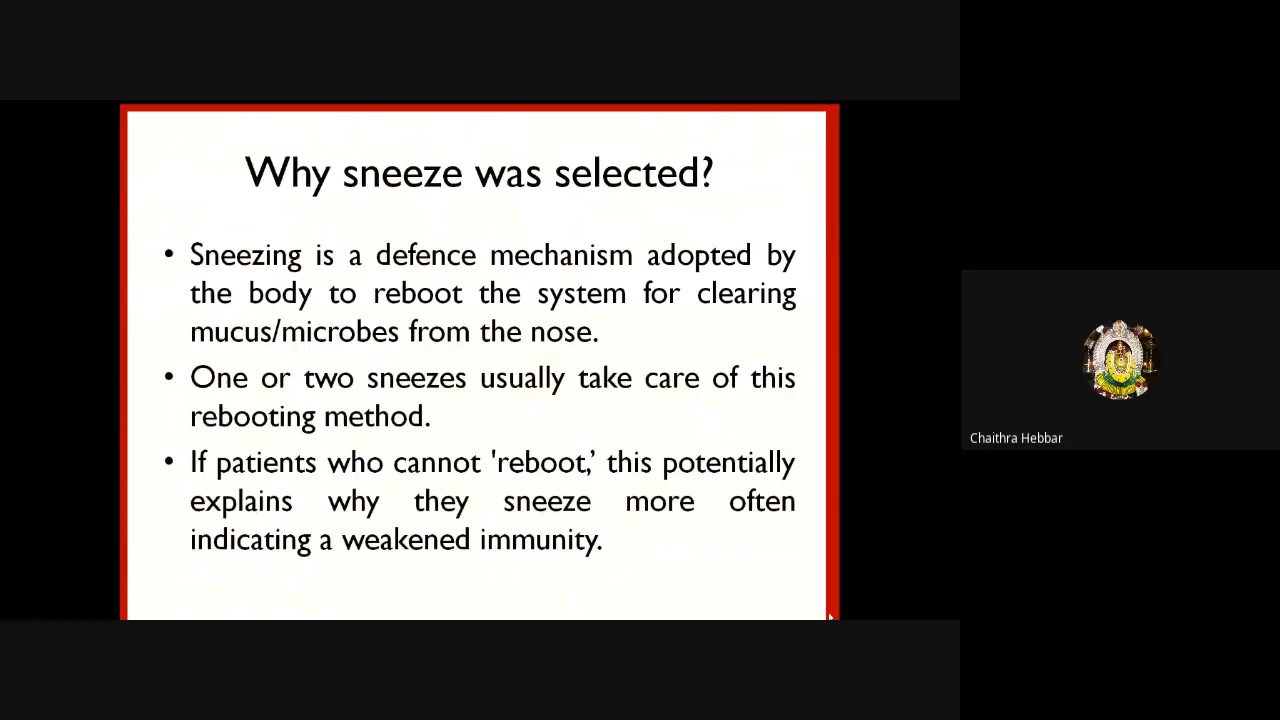 Why sneeze was selected?
• Sneezing is a defence mechanism adopted by
the body to reboot the system for clearing
mucus/microbes from the nose.
• One or two sneezes usually take care of this
rebooting method.
• If patients who cannot 'reboot,’ this potentially
explains why they sneeze more often
indicating a weakened immunity.
Chaithra Hebbar